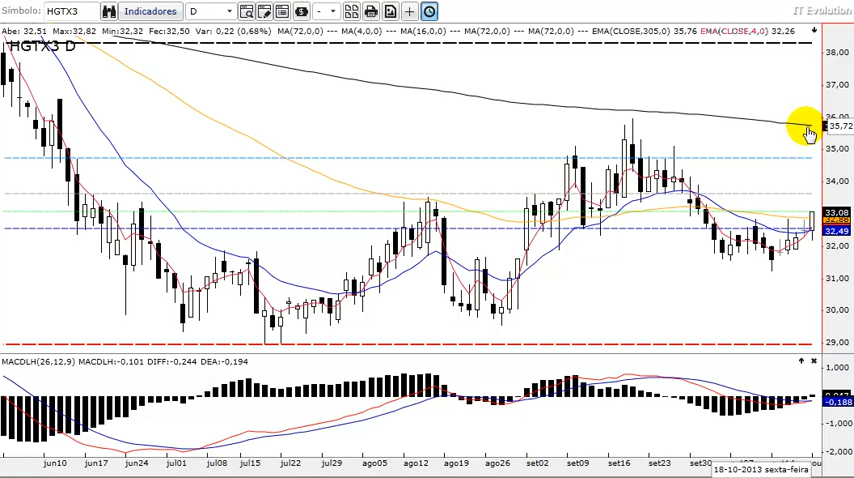 Símbolo: HGTX3 Indicadores D - -
IT Evolution
Abe: 32,51 Max: 32,82 Min: 32,32 Fec: 32,50 Var: 0,22 (0,68%) MA(72,0,0) --- MA(4,0,0) --- MA(16,0,0) --- MA(72,0,0) --- MA(72,0,0) --- EMA(CLOSE,305,0) 35,76 EMA(CLOSE,4,0) 32,26
HGTX3 D
38,00
37,00
36,00
35,72
35,00
34,00
33,08
32,49
32,00
31,00
30,00
29,00
MACDLH(26,12,9) MACDLH:-0,101 DIFF:-0,244 DEA:-0,194
1,000
-0,188
-1,000
-2,000
jun10 jun17 jun24 jul01 jul08 jul15 jul22 jul29 ago05 ago12 ago19 ago26 set02 set09 set16 set23 set30
18-10-2013 sexta-feira